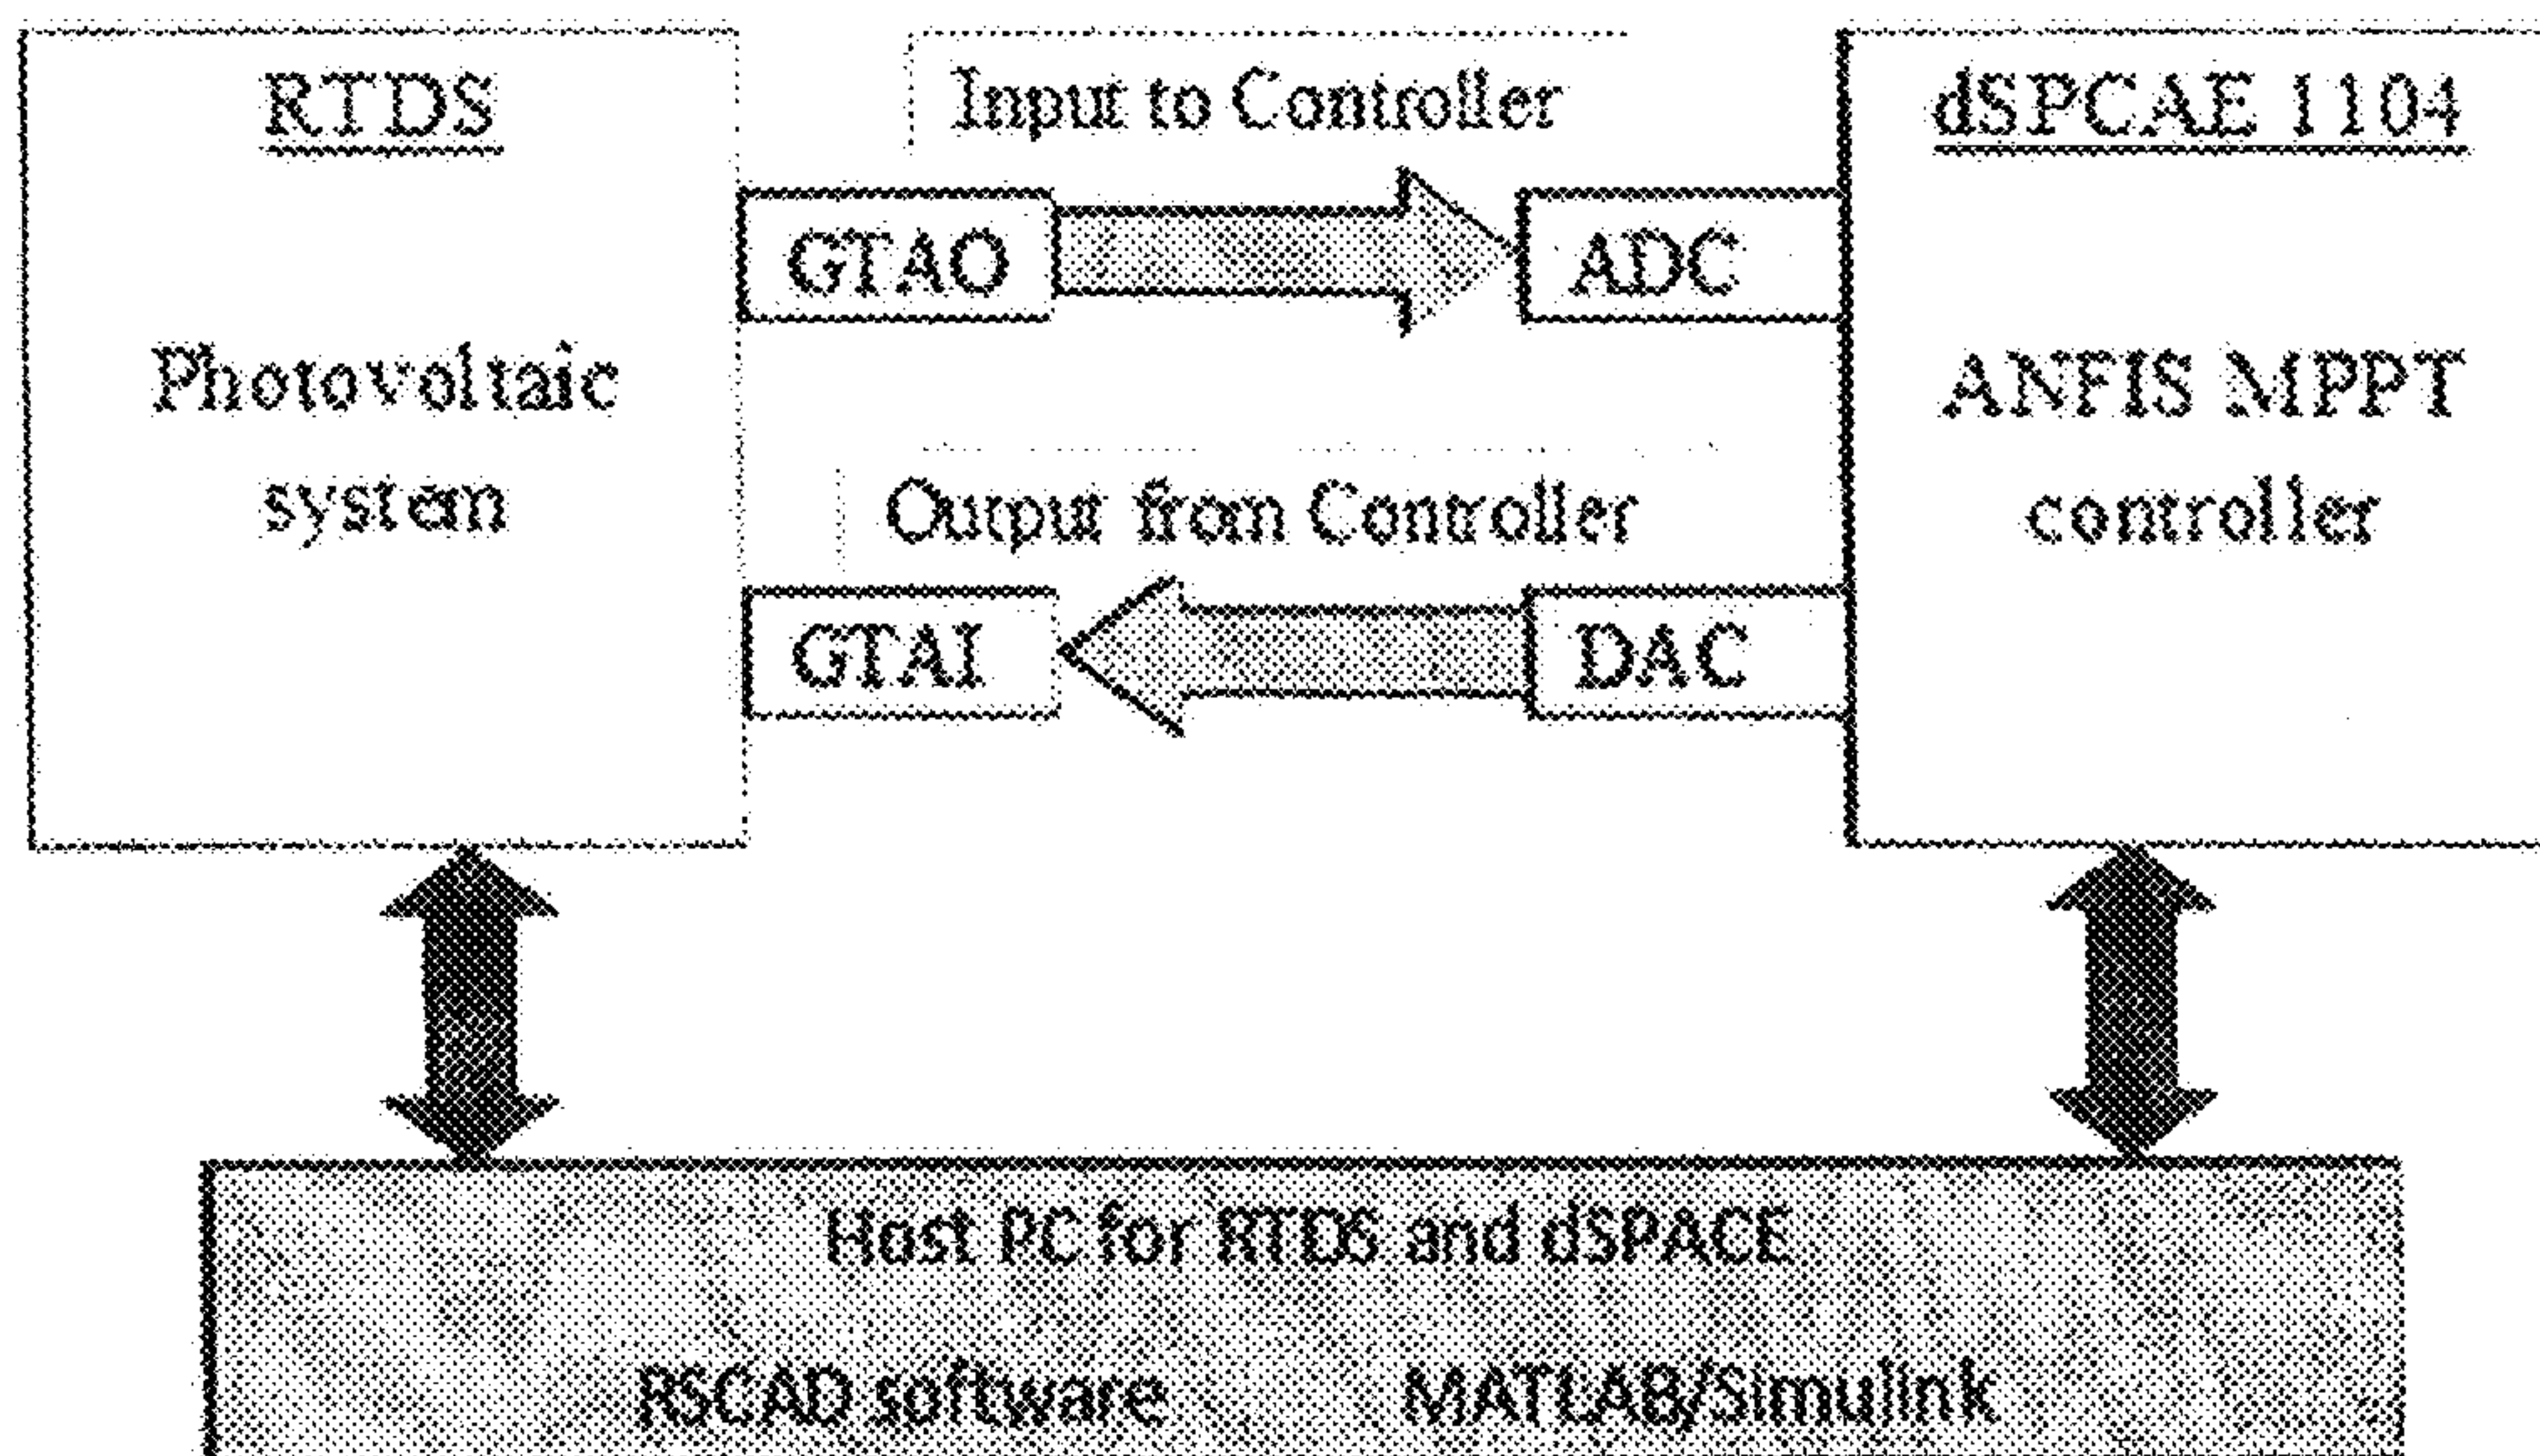 RTDS
Photovoltaic
system
Input to Controller
GTAO
ADC
Output from Controller
GTAI
DAC
dSPCAE 1104
ANFIS MPPT
controller
Host PC for RTDS and dSPACE
RSCAD software
MATLAB/Simulink